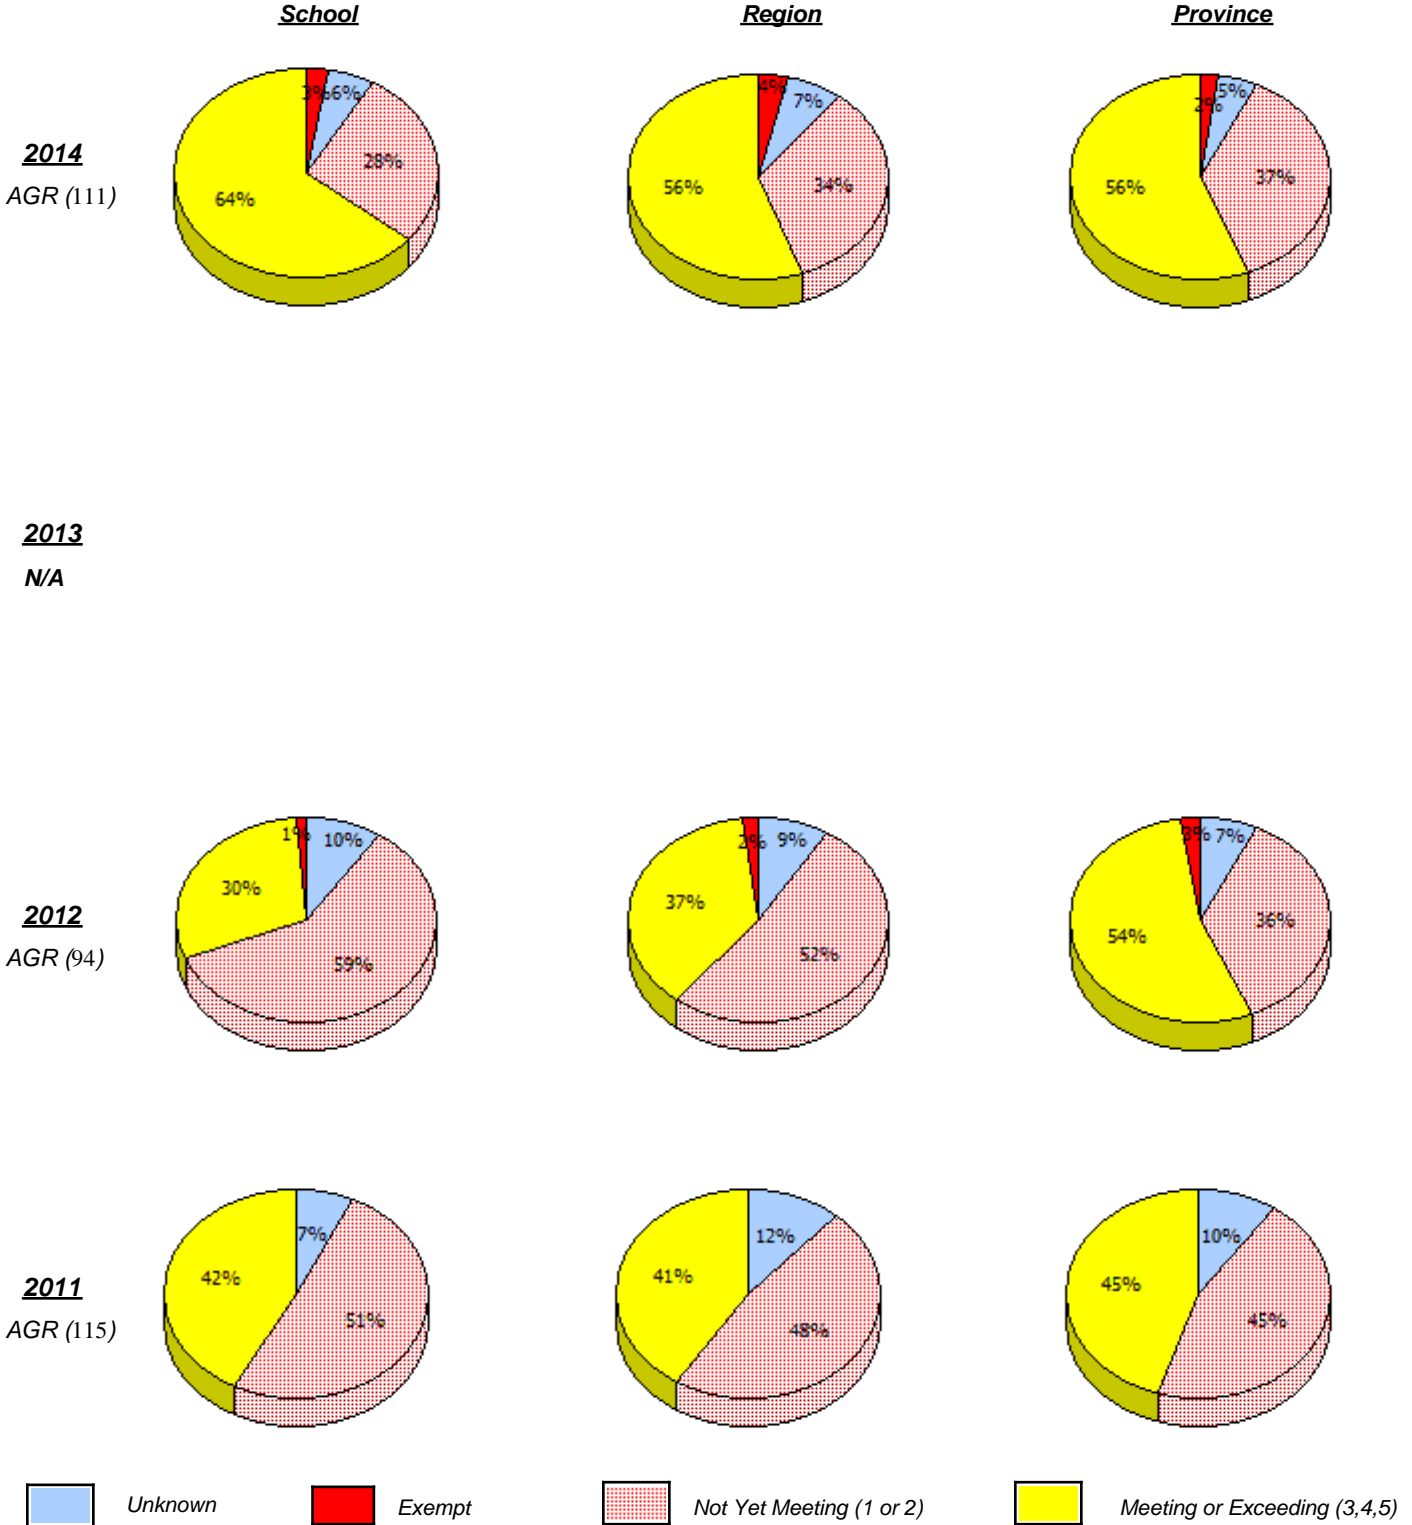 School Region Province
3% 6% 4% 7% 2% 5%
2014
28% 34% 37%
AGR (111)
64% 56% 56%
2013
N/A
1% 10% 2% 9% 3% 7%
30% 37%
2012
36%
54%
AGR (94)
59% 52%
7% 12% 10%
42% 41% 45%
2011
51% 48% 45%
AGR (115)
Unknown Exempt Not Yet Meeting (1 or 2) Meeting or Exceeding (3,4,5)